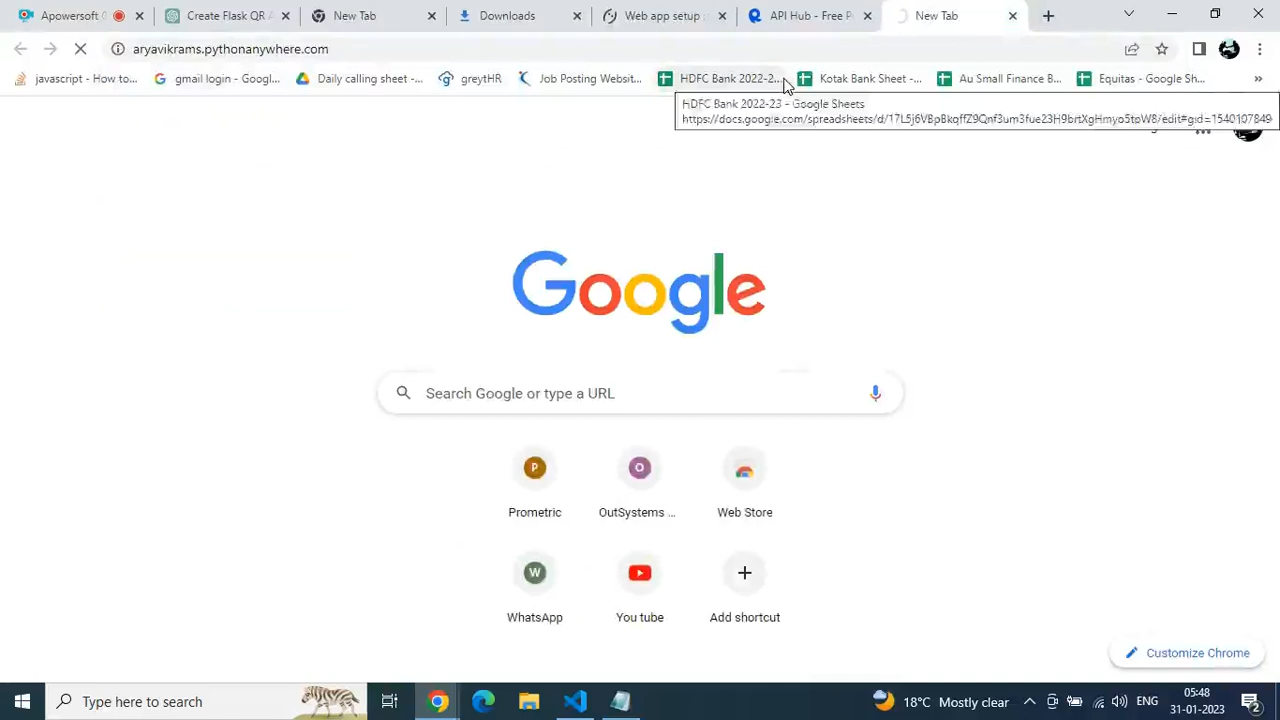 Apowersoft
Create Flask QR A
New Tab
Downloads
Web app setup :
API Hub - Free P
New Tab
aryavikrams.pythonanywhere.com
javascript - How to...
gmail login - Googl...
Daily calling sheet -...
greytHR
Job Posting Websit...
HDFC Bank 2022-2...
Kotak Bank Sheet -...
Au Small Finance B...
Equitas - Google Sh...
»
HDFC Bank 2022-23 - Google Sheets
Google
Search Google or type a URL
P
O
Prometric
OutSystems ...
Web Store
W
WhatsApp
You tube
Add shortcut
Customize Chrome
Type here to search
18°C Mostly clear
ENG
05:48
31-01-2023
2